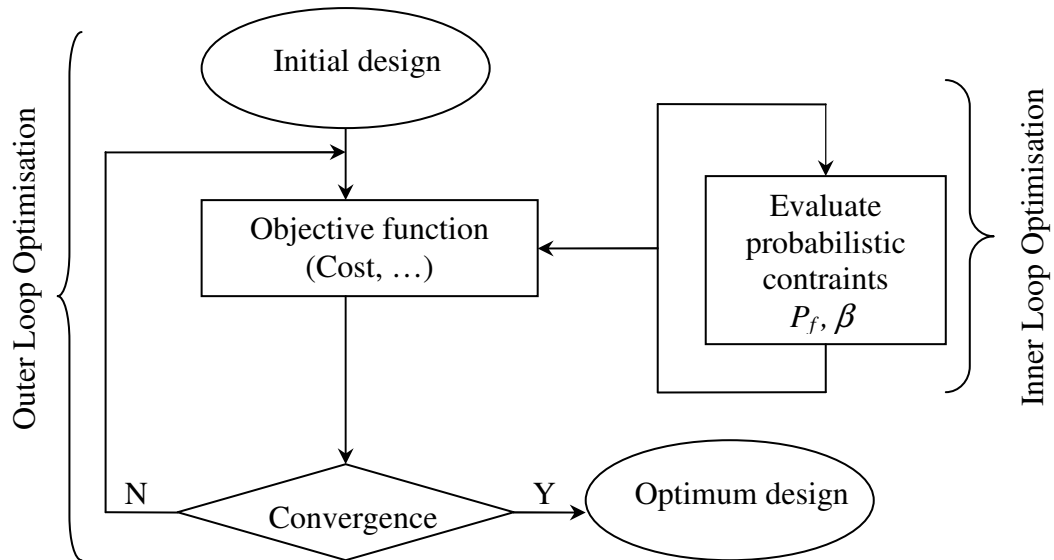 Outer Loop Optimisation
Initial design
Objective function
(Cost, …)
Evaluate
probabilistic
contraints
P_f, β
Inner Loop Optimisation
N
Convergence
Y
Optimum design